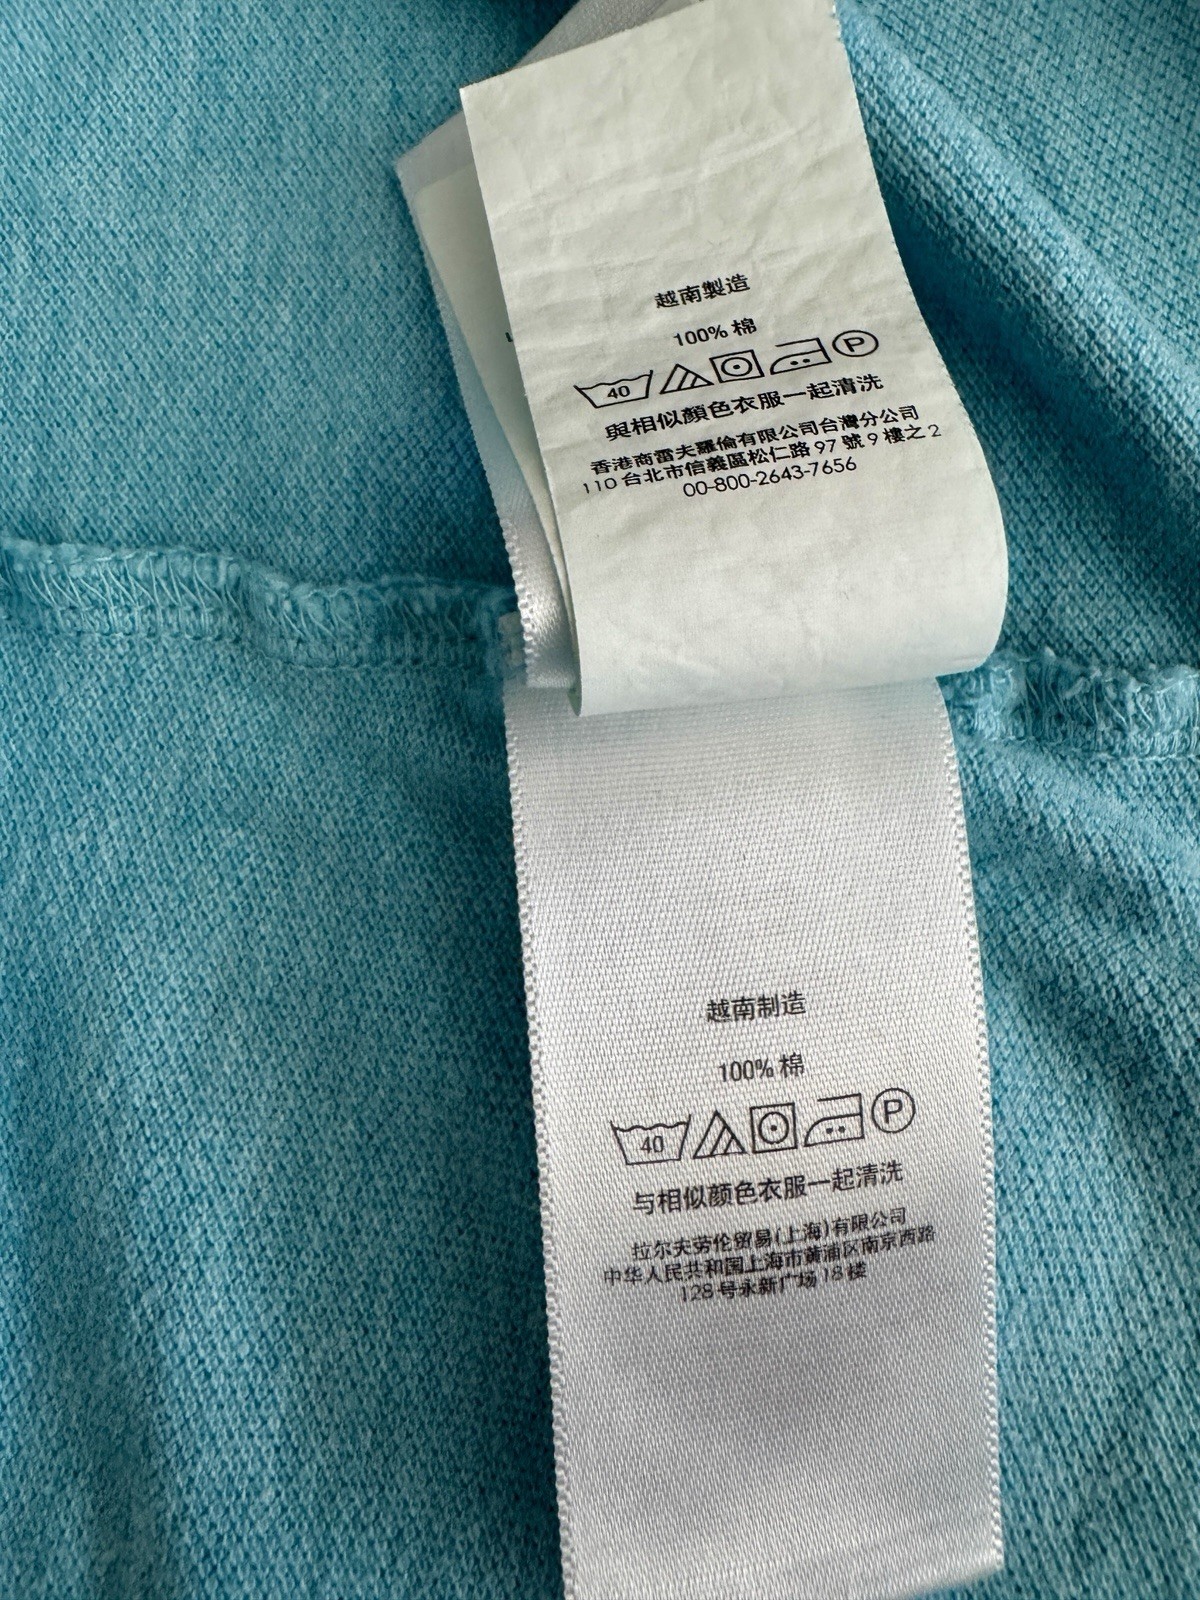 越南製造
100% 棉
40 P
與相似顏色衣服一起清洗
香港商雷夫羅倫有限公司台灣分公司
110 台北市信義區松仁路 97 號 9 樓之 2
00-800-2643-7656
越南制造
100% 棉
40 P
与相似颜色衣服一起清洗
拉尔夫劳伦贸易(上海)有限公司
中华人民共和国上海市黄浦区南京西路
128 号永新广场 18 楼